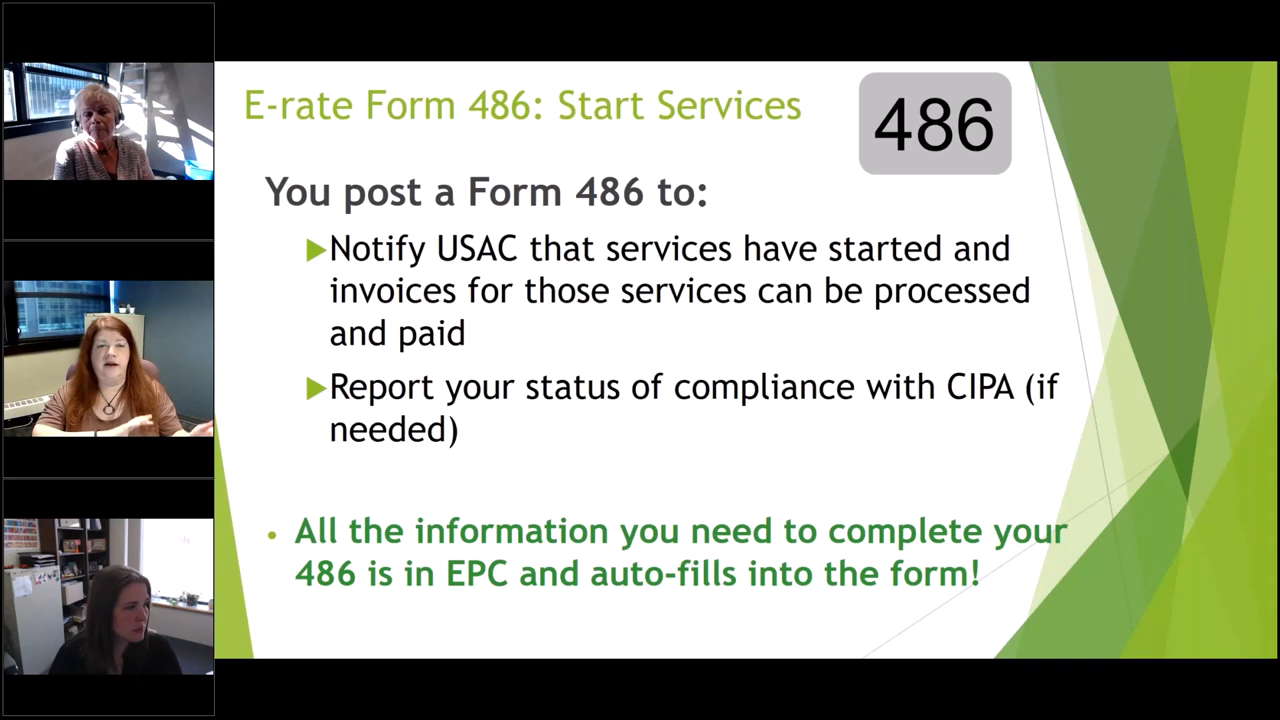 E-rate Form 486: Start Services
486
You post a Form 486 to:
Notify USAC that services have started and
invoices for those services can be processed
and paid
Report your status of compliance with CIPA (if
needed)
All the information you need to complete your
486 is in EPC and auto-fills into the form!